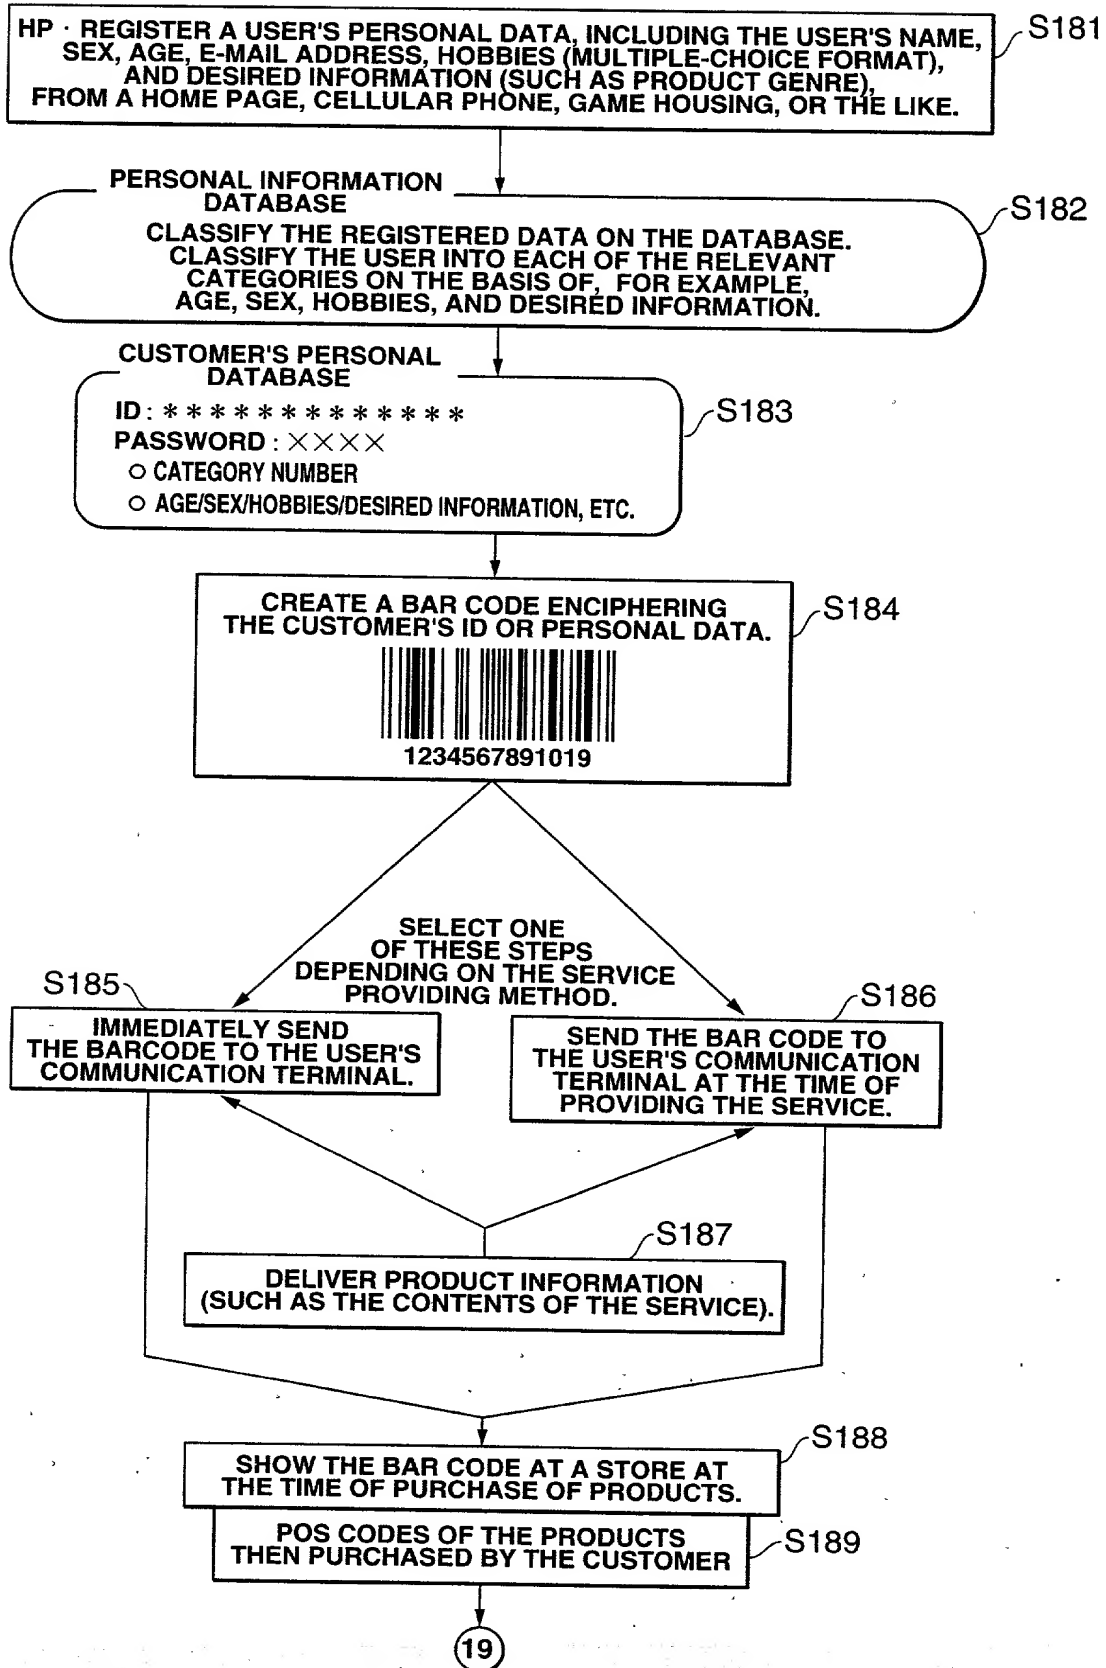 S181
HP · REGISTER A USER'S PERSONAL DATA, INCLUDING THE USER'S NAME,
SEX, AGE, E-MAIL ADDRESS, HOBBIES (MULTIPLE-CHOICE FORMAT),
AND DESIRED INFORMATION (SUCH AS PRODUCT GENRE),
FROM A HOME PAGE, CELLULAR PHONE, GAME HOUSING, OR THE LIKE.
PERSONAL INFORMATION
DATABASE
S182
CLASSIFY THE REGISTERED DATA ON THE DATABASE.
CLASSIFY THE USER INTO EACH OF THE RELEVANT
CATEGORIES ON THE BASIS OF, FOR EXAMPLE,
AGE, SEX, HOBBIES, AND DESIRED INFORMATION.
CUSTOMER'S PERSONAL
DATABASE
S183
ID : * * * * * * * * * * * * *
PASSWORD : ××××
○ CATEGORY NUMBER
○ AGE/SEX/HOBBIES/DESIRED INFORMATION, ETC.
S184
CREATE A BAR CODE ENCIPHERING
THE CUSTOMER'S ID OR PERSONAL DATA.
1234567891019
SELECT ONE
OF THESE STEPS
DEPENDING ON THE SERVICE
PROVIDING METHOD.
S185
IMMEDIATELY SEND
THE BARCODE TO THE USER'S
COMMUNICATION TERMINAL.
S186
SEND THE BAR CODE TO
THE USER'S COMMUNICATION
TERMINAL AT THE TIME OF
PROVIDING THE SERVICE.
S187
DELIVER PRODUCT INFORMATION
(SUCH AS THE CONTENTS OF THE SERVICE).
S188
SHOW THE BAR CODE AT A STORE AT
THE TIME OF PURCHASE OF PRODUCTS.
POS CODES OF THE PRODUCTS
THEN PURCHASED BY THE CUSTOMER
S189
19